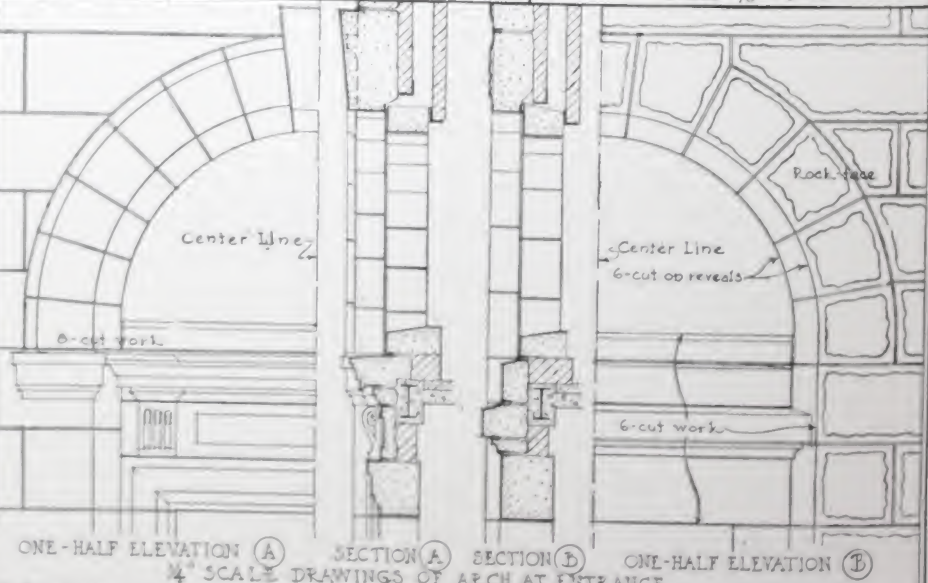 Center Line
8-cut work
Rock-face
Center Line
6-cut on reveals
6-cut work
ONE-HALF ELEVATION A
SECTION A
SECTION B
ONE-HALF ELEVATION B
1/4" SCALE DRAWINGS OF ARCH AT ENTRANCE